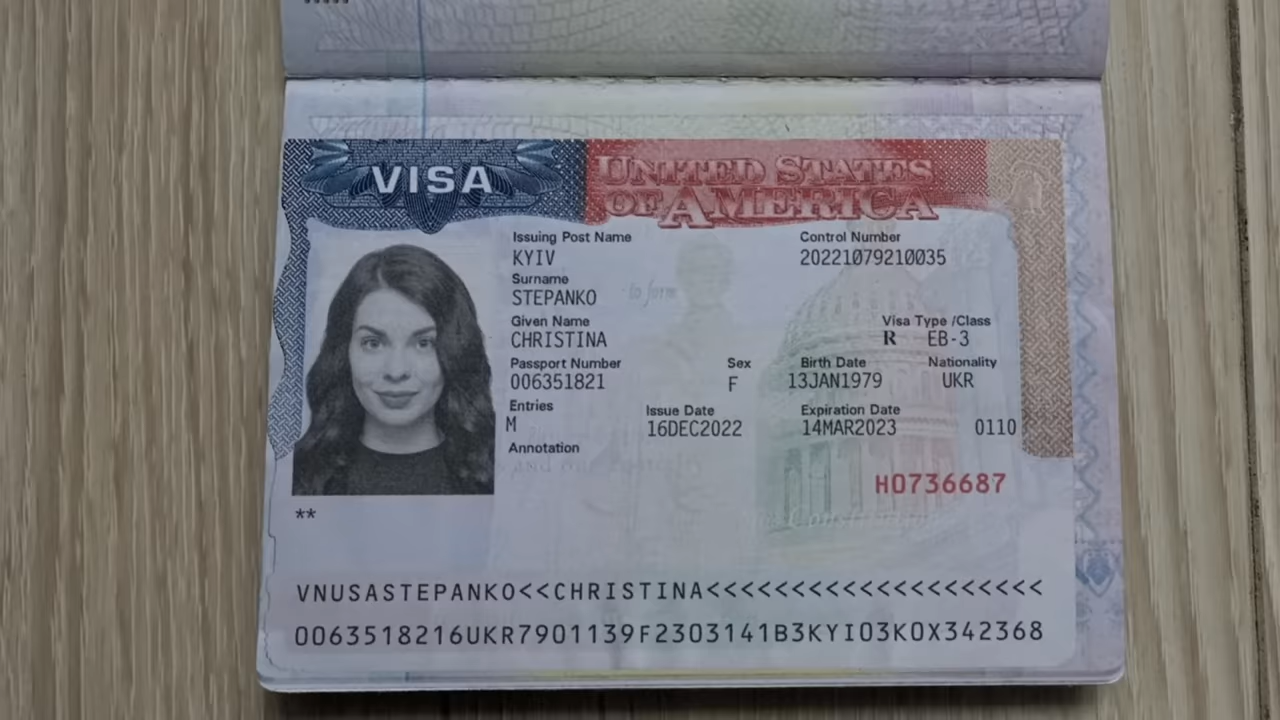 VISA
UNITED STATES
OF AMERICA
Issuing Post Name
KYIV
Control Number
20221079210035
Surname
STEPANKO
Given Name
CHRISTINA
Visa Type /Class
R EB-3
Passport Number
006351821
Sex
F
Birth Date
13JAN1979
Nationality
UKR
Entries
M
Issue Date
16DEC2022
Expiration Date
14MAR2023
0110
Annotation
H0736687
**
VNUSASTEPANKO<<CHRISTINA<<<<<<<<<<<<<<<<<<<<
0063518216UKR7901139F2303141B3KYI03K0X342368